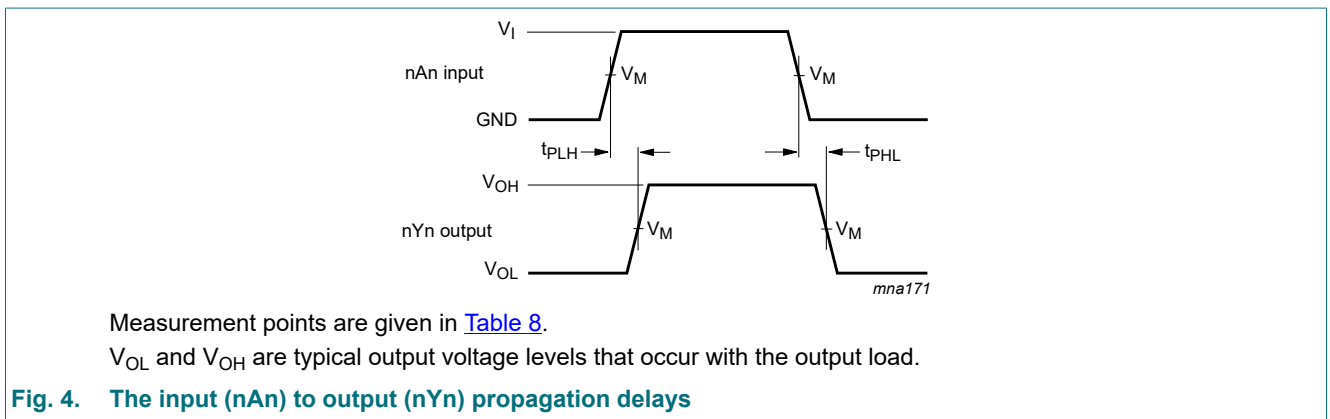 V_I
nAn input
V_M
V_M
GND
t_PLH
t_PHL
V_OH
nYn output
V_M
V_M
V_OL
mna171
Measurement points are given in Table 8.
V_OL and V_OH are typical output voltage levels that occur with the output load.
Fig. 4. The input (nAn) to output (nYn) propagation delays